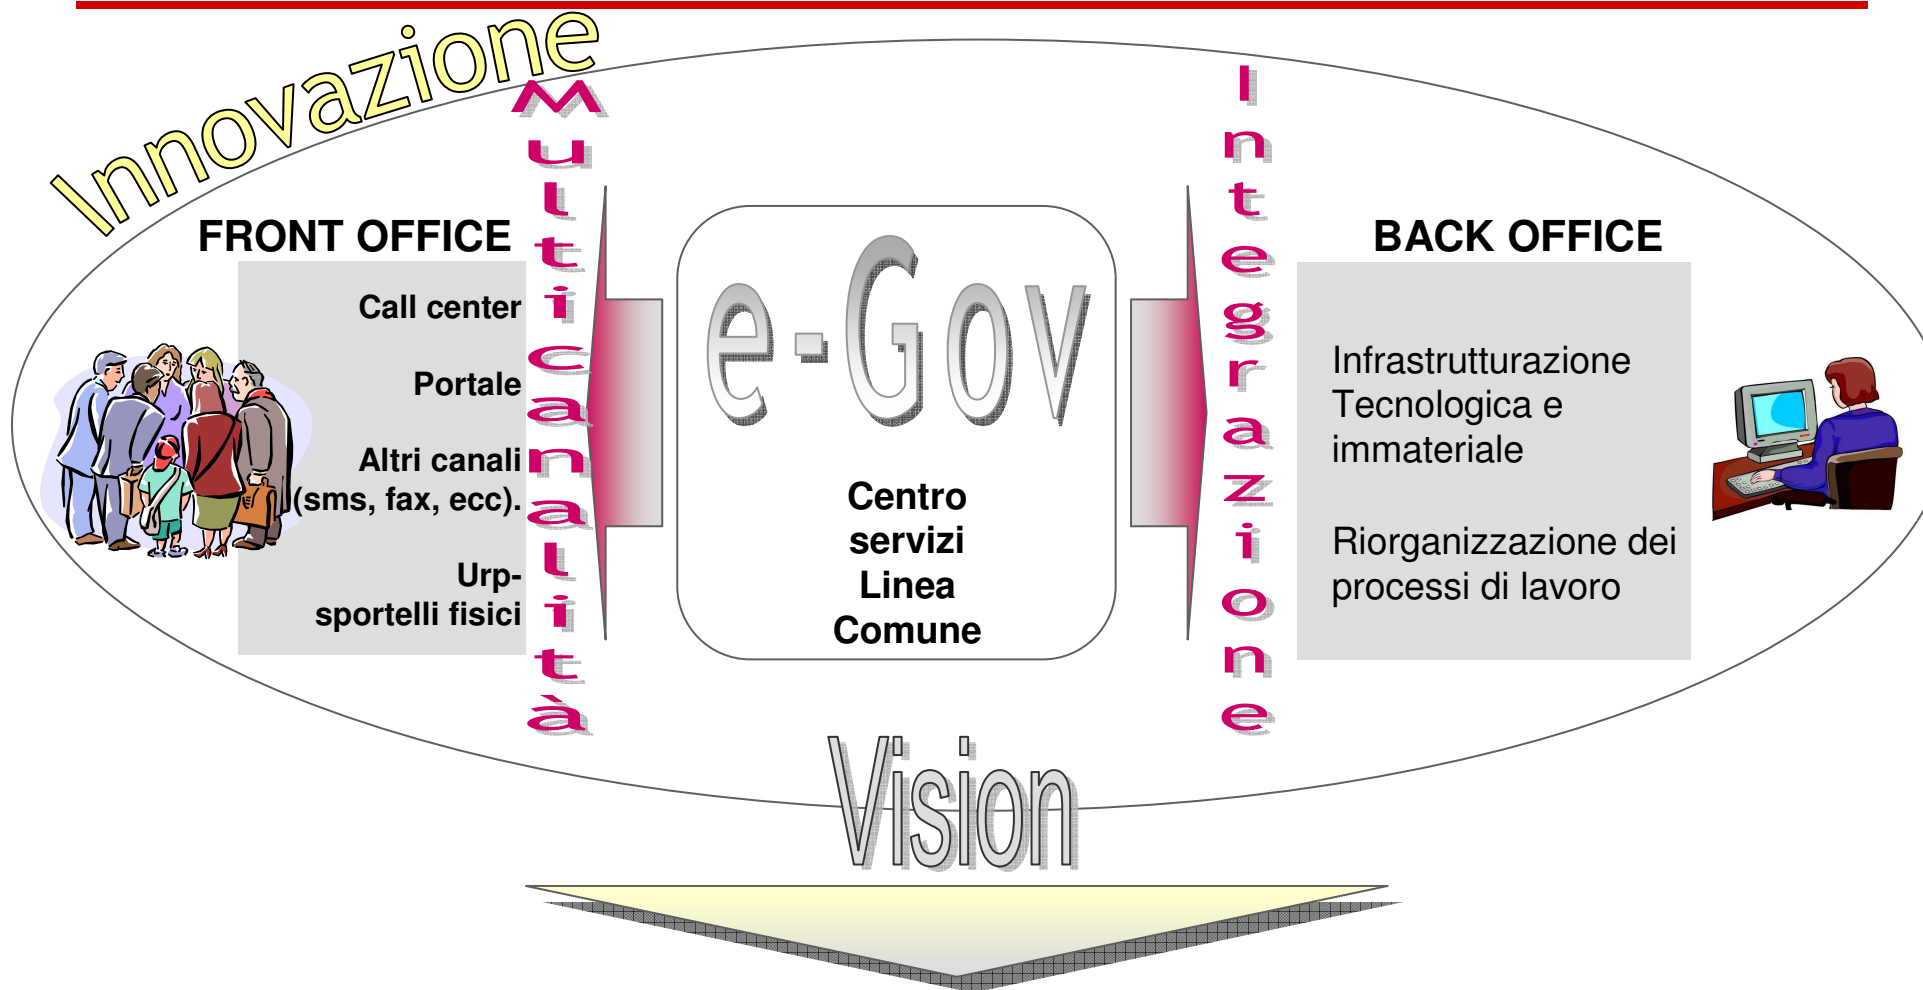 Innovazione
FRONT OFFICE
Call center
Portale
Altri canali
(sms, fax, ecc).
Urp-
sportelli fisici
Multicanalità
e-Gov
Centro
servizi
Linea
Comune
Integrazione
BACK OFFICE
Infrastrutturazione
Tecnologica e
immateriale
Riorganizzazione dei
processi di lavoro
Vision